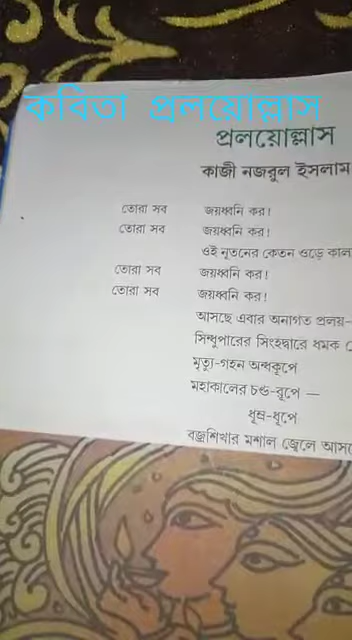 কবিতা প্রলয়োল্লাস
প্রলয়োল্লাস
কাজী নজরুল ইসলাম
তোরা সব জয়ধ্বনি কর!
তোরা সব জয়ধ্বনি কর!
ওই নূতনের কেতন ওড়ে কাল
তোরা সব জয়ধ্বনি কর!
তোরা সব জয়ধ্বনি কর!
আসছে এবার অনাগত প্রলয়-
সিন্ধুপারের সিংহদ্বারে ধমক
মৃত্যু-গহন অন্ধকূপে
মহাকালের চণ্ড-রূপে —
ধূম্র-ধূপে
বজ্রশিখার মশাল জ্বেলে আসছে